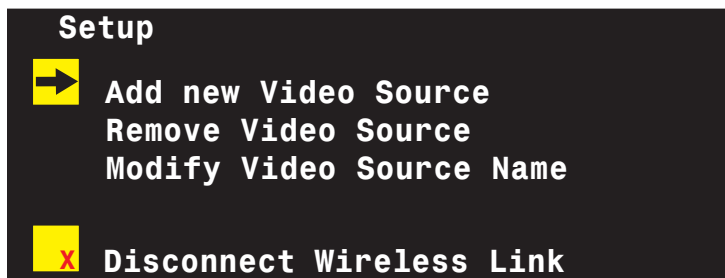 Setup
Add new Video Source
Remove Video Source
Modify Video Source Name
X Disconnect Wireless Link